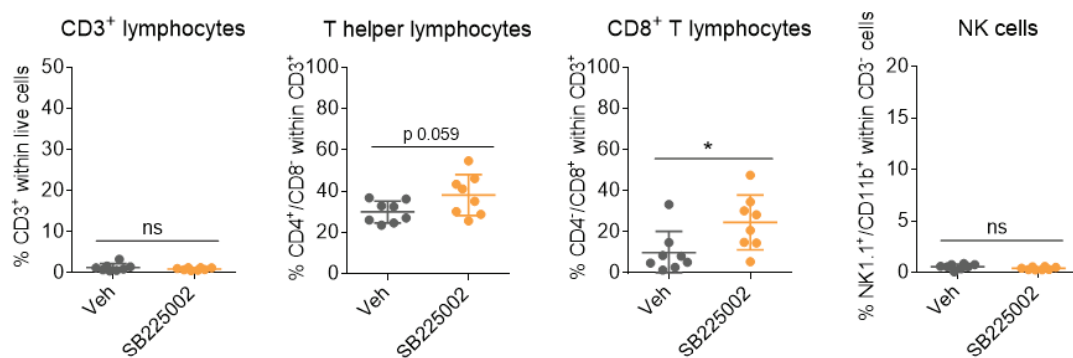 CD3⁺ lymphocytes
% CD3⁺ within live cells
50
40
30
20
10
0
ns
Veh
SB225002
T helper lymphocytes
% CD4⁺/CD8⁻ within CD3⁺
100
80
60
40
20
0
p 0.059
Veh
SB225002
CD8⁺ T lymphocytes
% CD4⁻/CD8⁺ within CD3⁺
100
80
60
40
20
0
*
Veh
SB225002
NK cells
% NK1.1⁺/CD11b⁺ within CD3⁻ cells
20
15
10
5
0
ns
Veh
SB225002